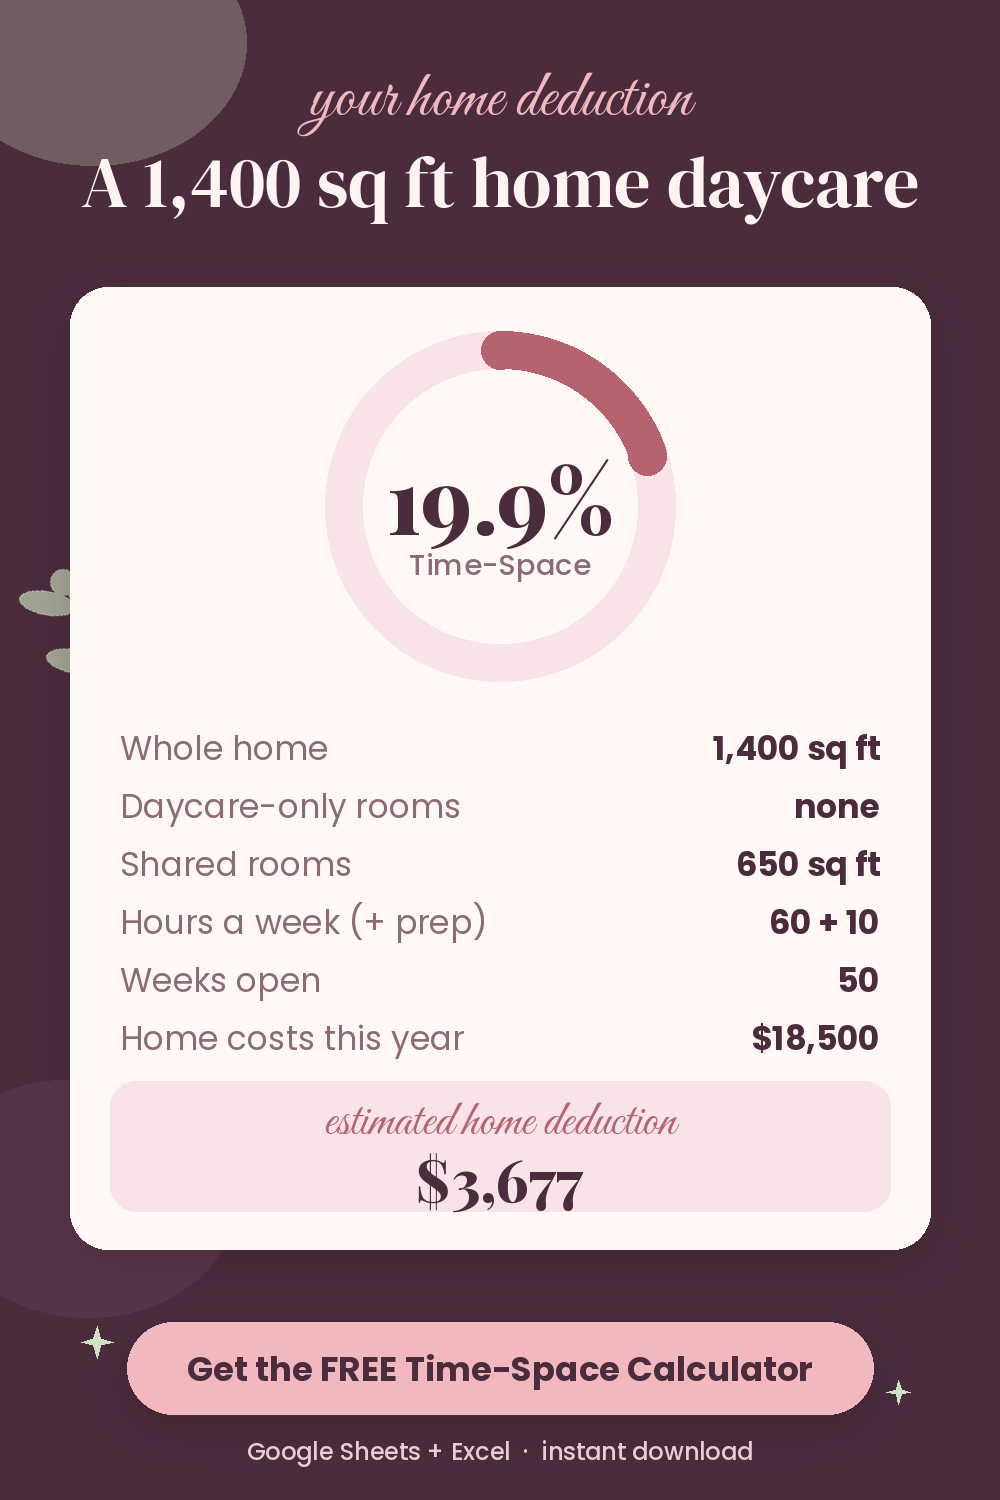 your home deduction
A 1,400 sq ft home daycare
19.9%
Time-Space
Whole home 1,400 sq ft
Daycare-only rooms none
Shared rooms 650 sq ft
Hours a week (+ prep) 60 + 10
Weeks open 50
Home costs this year $18,500
estimated home deduction
$3,677
Get the FREE Time-Space Calculator
Google Sheets + Excel · instant download